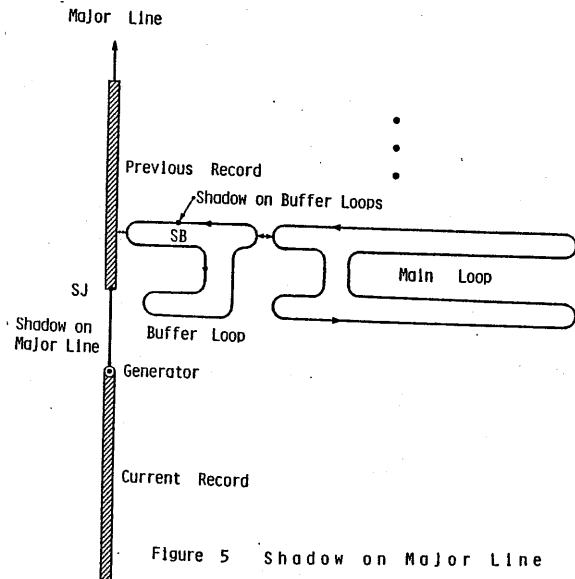 Major Line
Previous Record
Shadow on Buffer Loops
SB
Main Loop
SJ
Buffer Loop
Shadow on
Major Line
Generator
Current Record
Figure 5 Shadow on Major Line